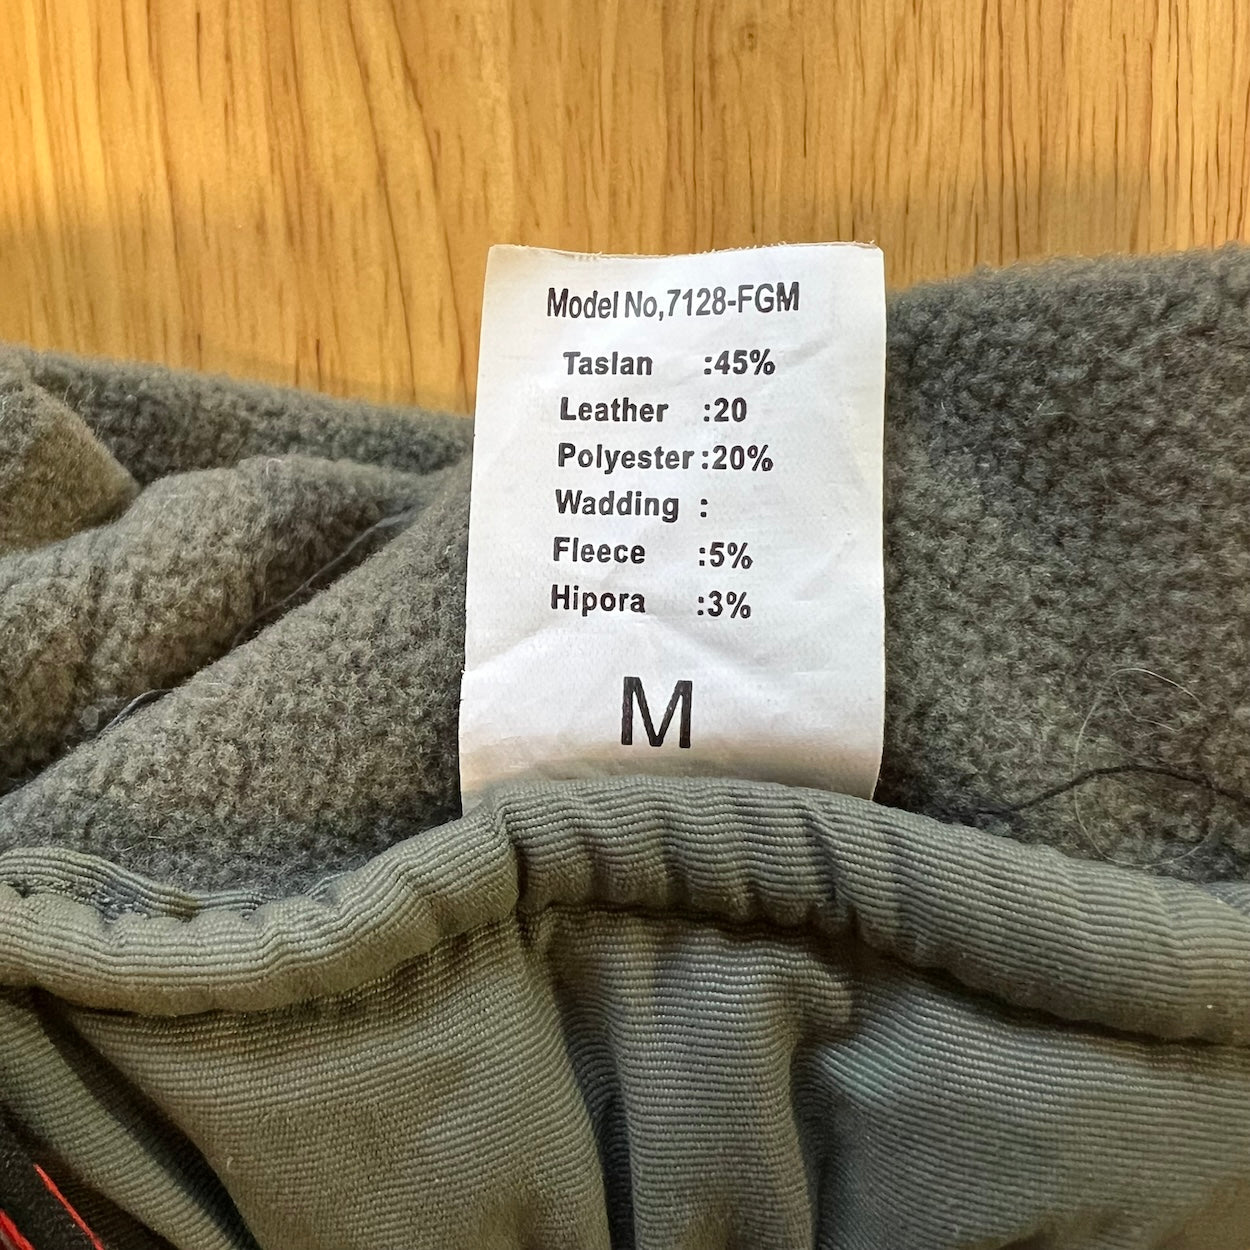 Model No,7128-FGM
Taslan :45%
Leather :20
Polyester :20%
Wadding :
Fleece :5%
Hipora :3%
M